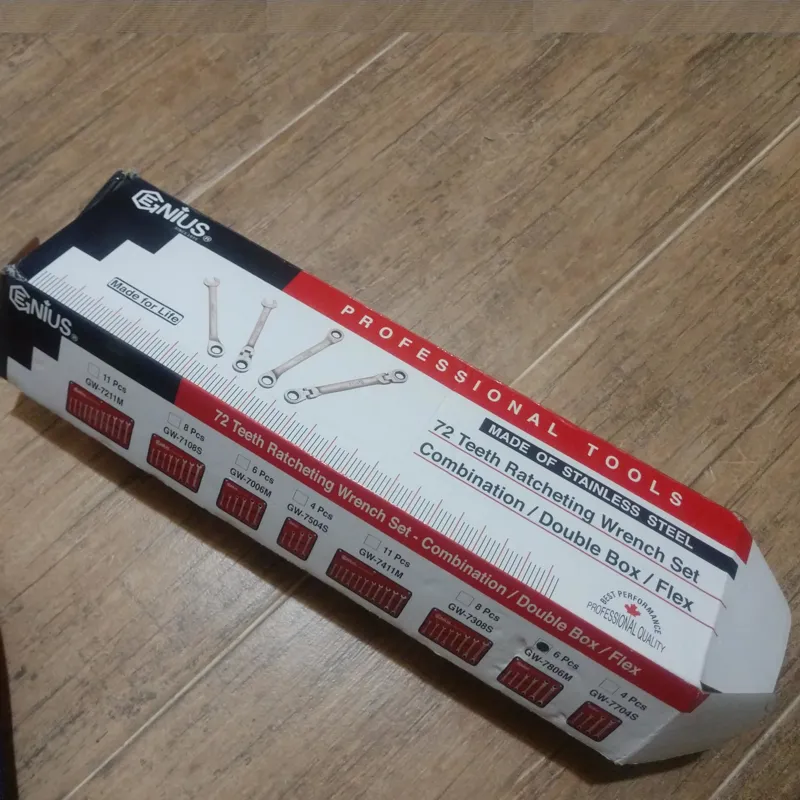 GENIUS®
Made for Life
PROFESSIONAL TOOLS
MADE OF STAINLESS STEEL
72 Teeth Ratcheting Wrench Set
Combination / Double Box / Flex
BEST PERFORMANCE
PROFESSIONAL QUALITY
GENIUS®
72 Teeth Ratcheting Wrench Set - Combination / Double Box / Flex
11 Pcs
GW-7211M
8 Pcs
GW-7108S
6 Pcs
GW-7006M
4 Pcs
GW-7504S
11 Pcs
GW-7411M
8 Pcs
GW-7308S
6 Pcs
GW-7806M
4 Pcs
GW-7704S